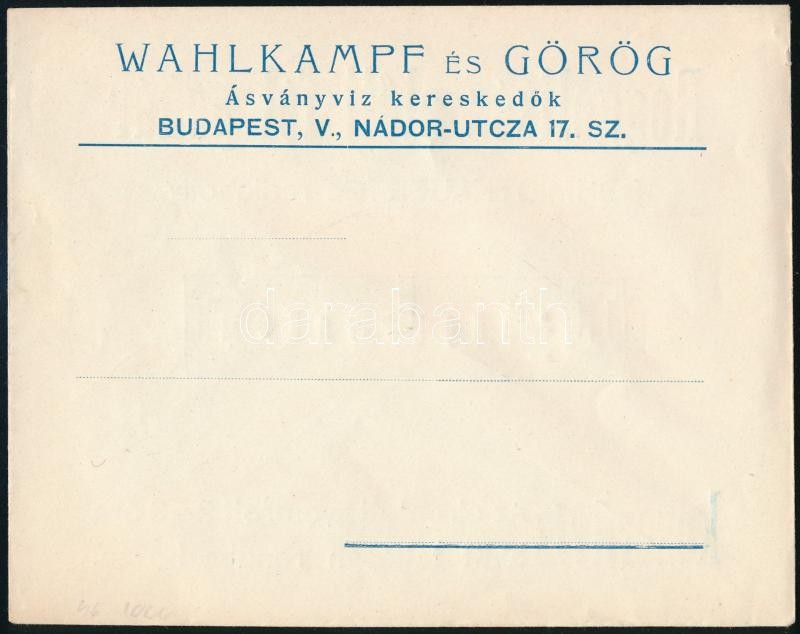 WAHLKAMPF ÉS GÖRÖG
Ásványviz kereskedők
BUDAPEST, V., NÁDOR-UTCZA 17. SZ.
darabanth